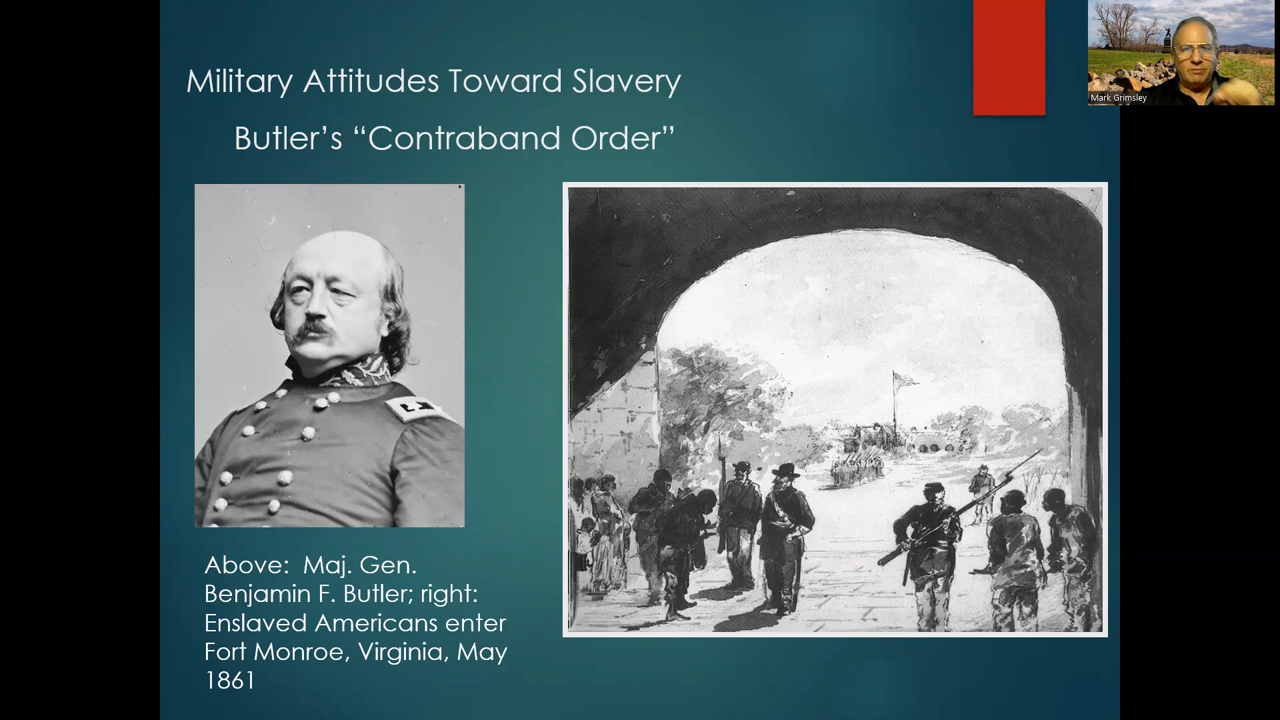 Military Attitudes Toward Slavery
Butler’s “Contraband Order”
Mark Grimsley
Above:  Maj. Gen.
Benjamin F. Butler; right:
Enslaved Americans enter
Fort Monroe, Virginia, May
1861